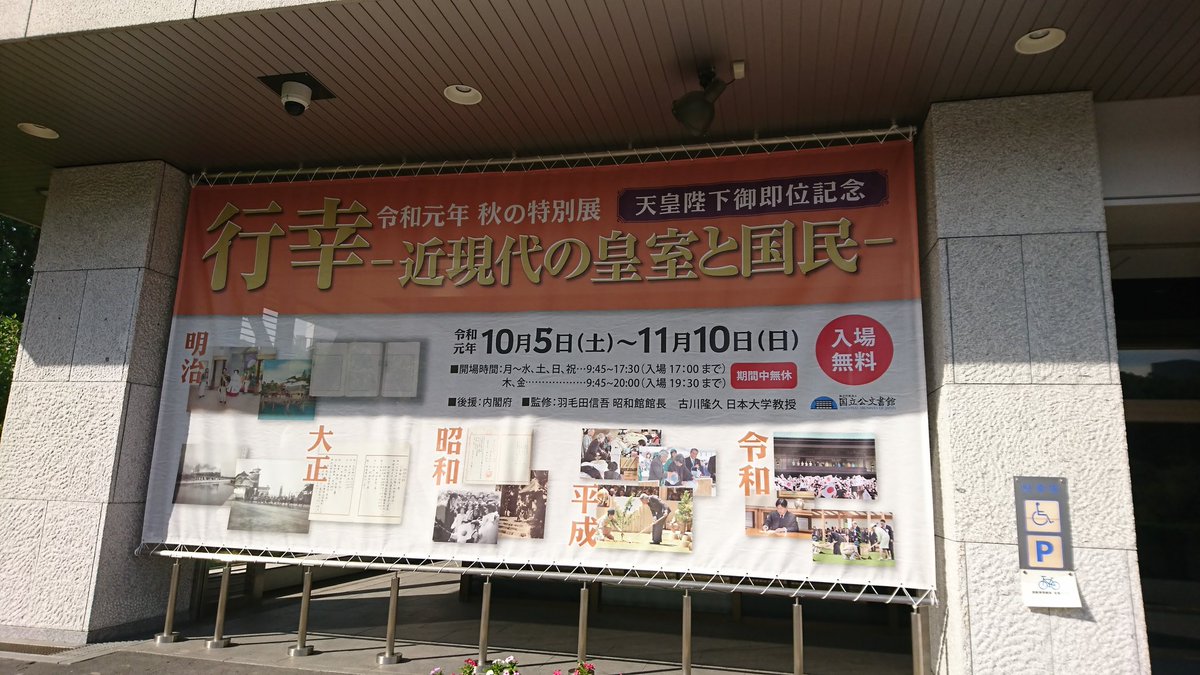 令和元年 秋の特別展
天皇陛下御即位記念
行幸
-近現代の皇室と国民-
令和元年 10月5日(土)~11月10日(日)
■開場時間:月~水、土、日、祝…9:45~17:30(入場 17:00 まで)
木、金………………9:45~20:00(入場 19:30 まで)
期間中無休
入場
無料
■後援:内閣府 ■監修:羽毛田信吾 昭和館館長 古川隆久 日本大学教授
国立公文書館
明治
大正
昭和
平成
令和
P